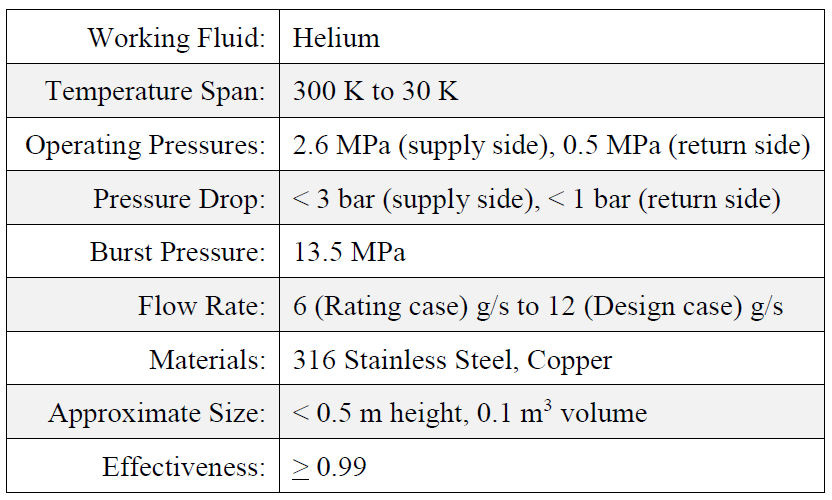 Working Fluid: Helium
Temperature Span: 300 K to 30 K
Operating Pressures: 2.6 MPa (supply side), 0.5 MPa (return side)
Pressure Drop: < 3 bar (supply side), < 1 bar (return side)
Burst Pressure: 13.5 MPa
Flow Rate: 6 (Rating case) g/s to 12 (Design case) g/s
Materials: 316 Stainless Steel, Copper
Approximate Size: < 0.5 m height, 0.1 m³ volume
Effectiveness: ≥ 0.99